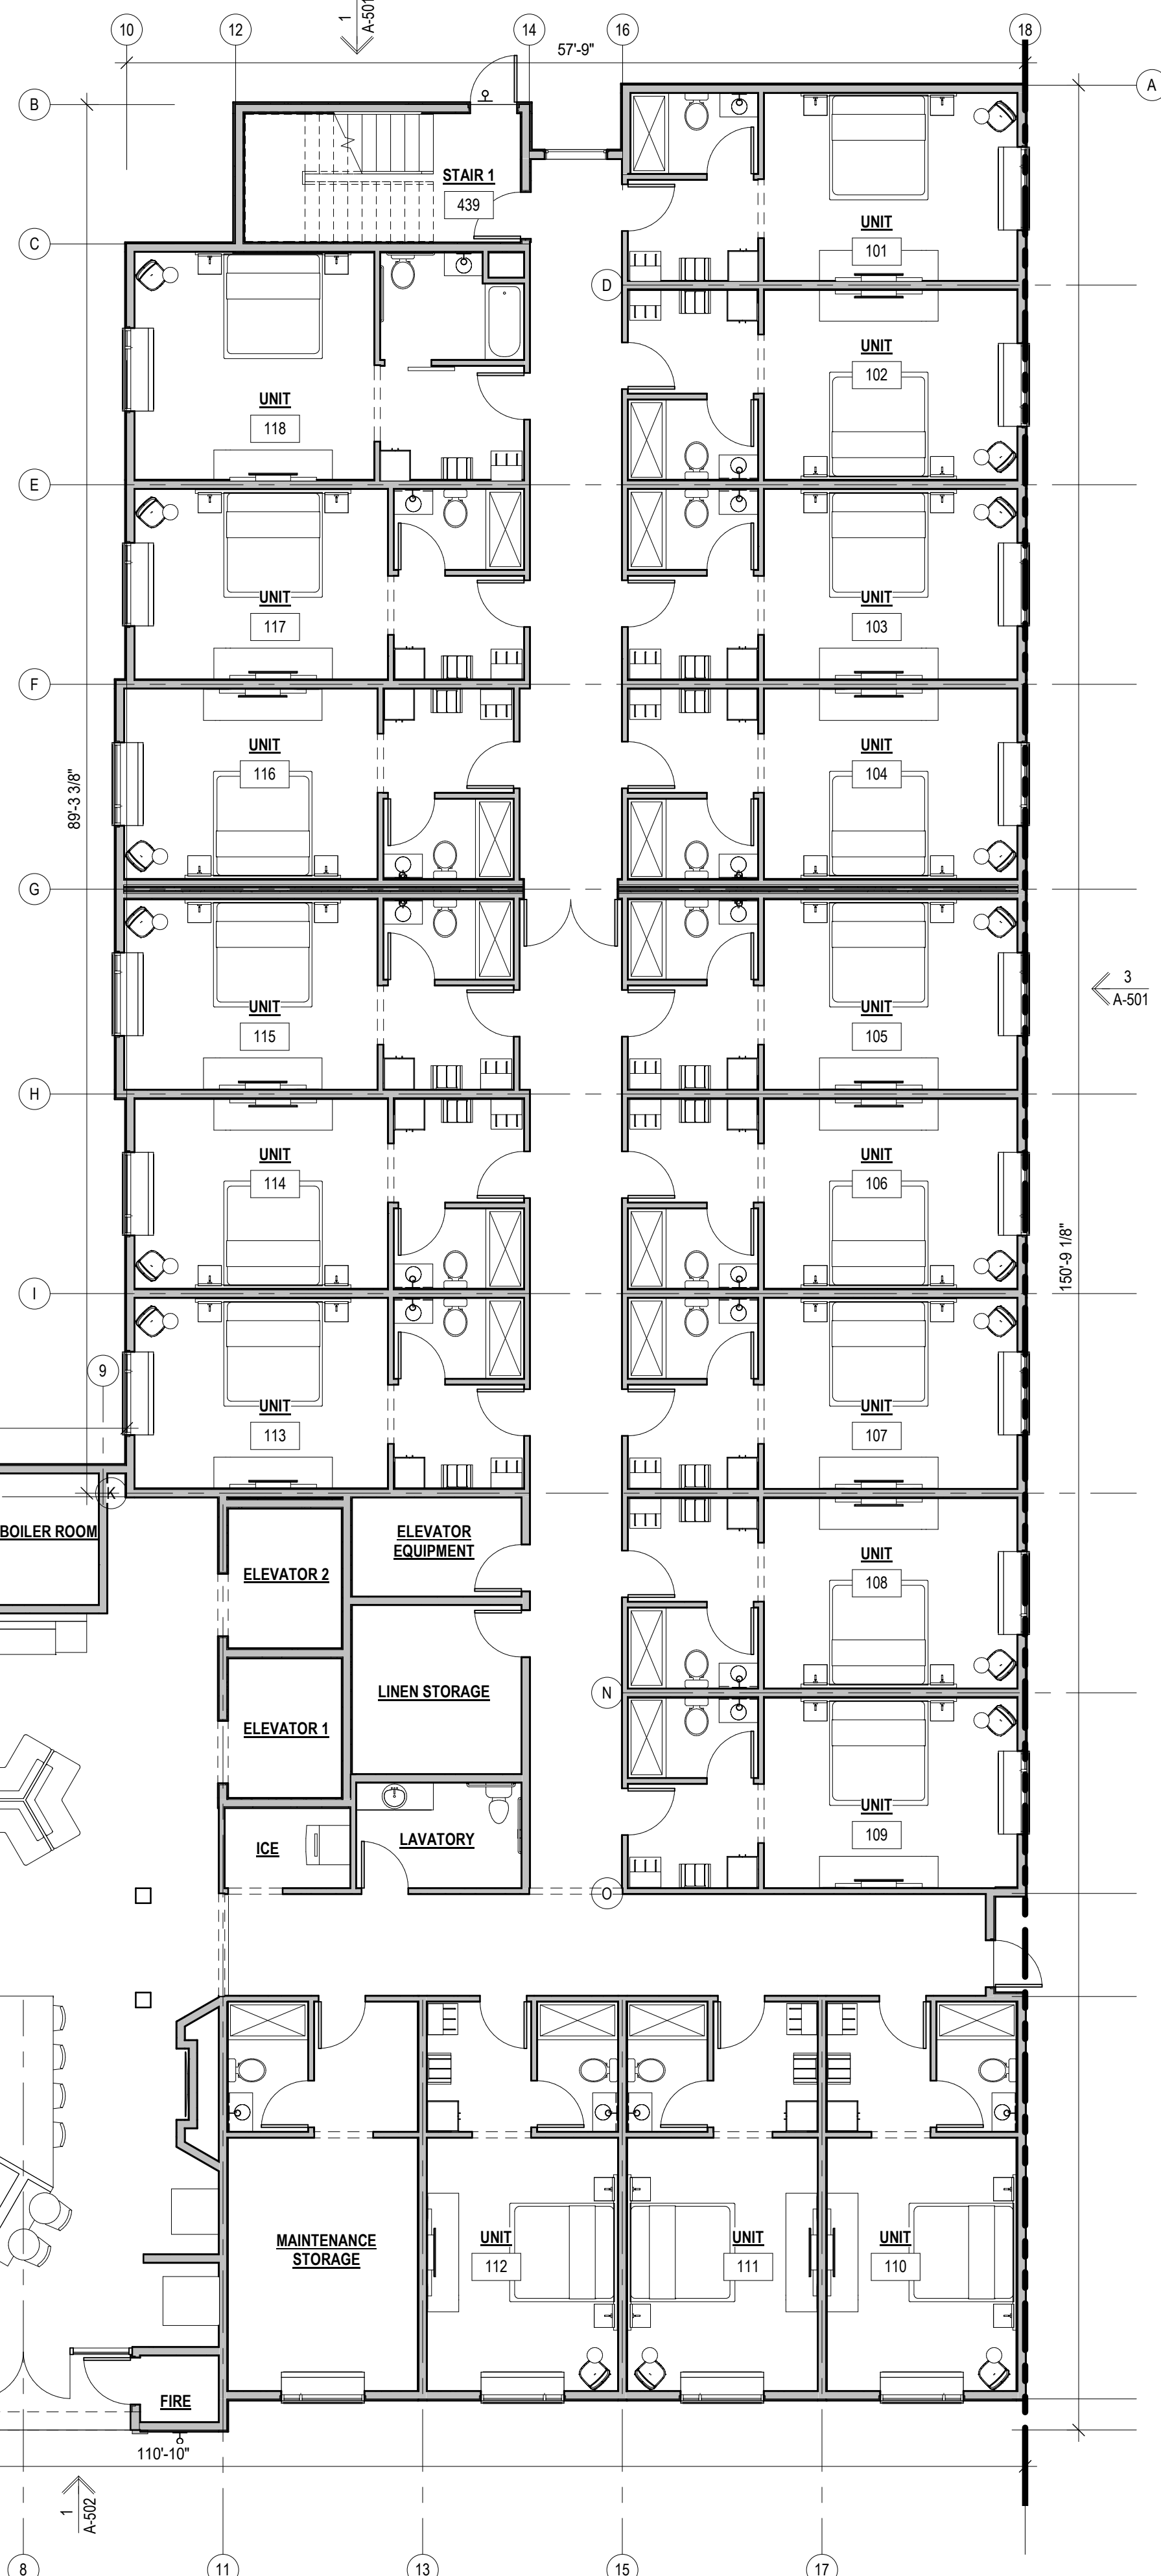 1
A-501
10
12
14
16
18
57'-9"
A
B
STAIR 1
439
UNIT
101
C
D
UNIT
102
UNIT
118
E
UNIT
117
UNIT
103
F
UNIT
116
UNIT
104
89'-3 3/8"
G
3
A-501
UNIT
115
UNIT
105
H
UNIT
114
UNIT
106
150'-9 1/8"
I
9
UNIT
113
UNIT
107
K
BOILER ROOM
ELEVATOR
EQUIPMENT
ELEVATOR 2
UNIT
108
LINEN STORAGE
N
ELEVATOR 1
UNIT
109
ICE
LAVATORY
O
MAINTENANCE
STORAGE
UNIT
112
UNIT
111
UNIT
110
FIRE
110'-10"
1
A-502
8
11
13
15
17